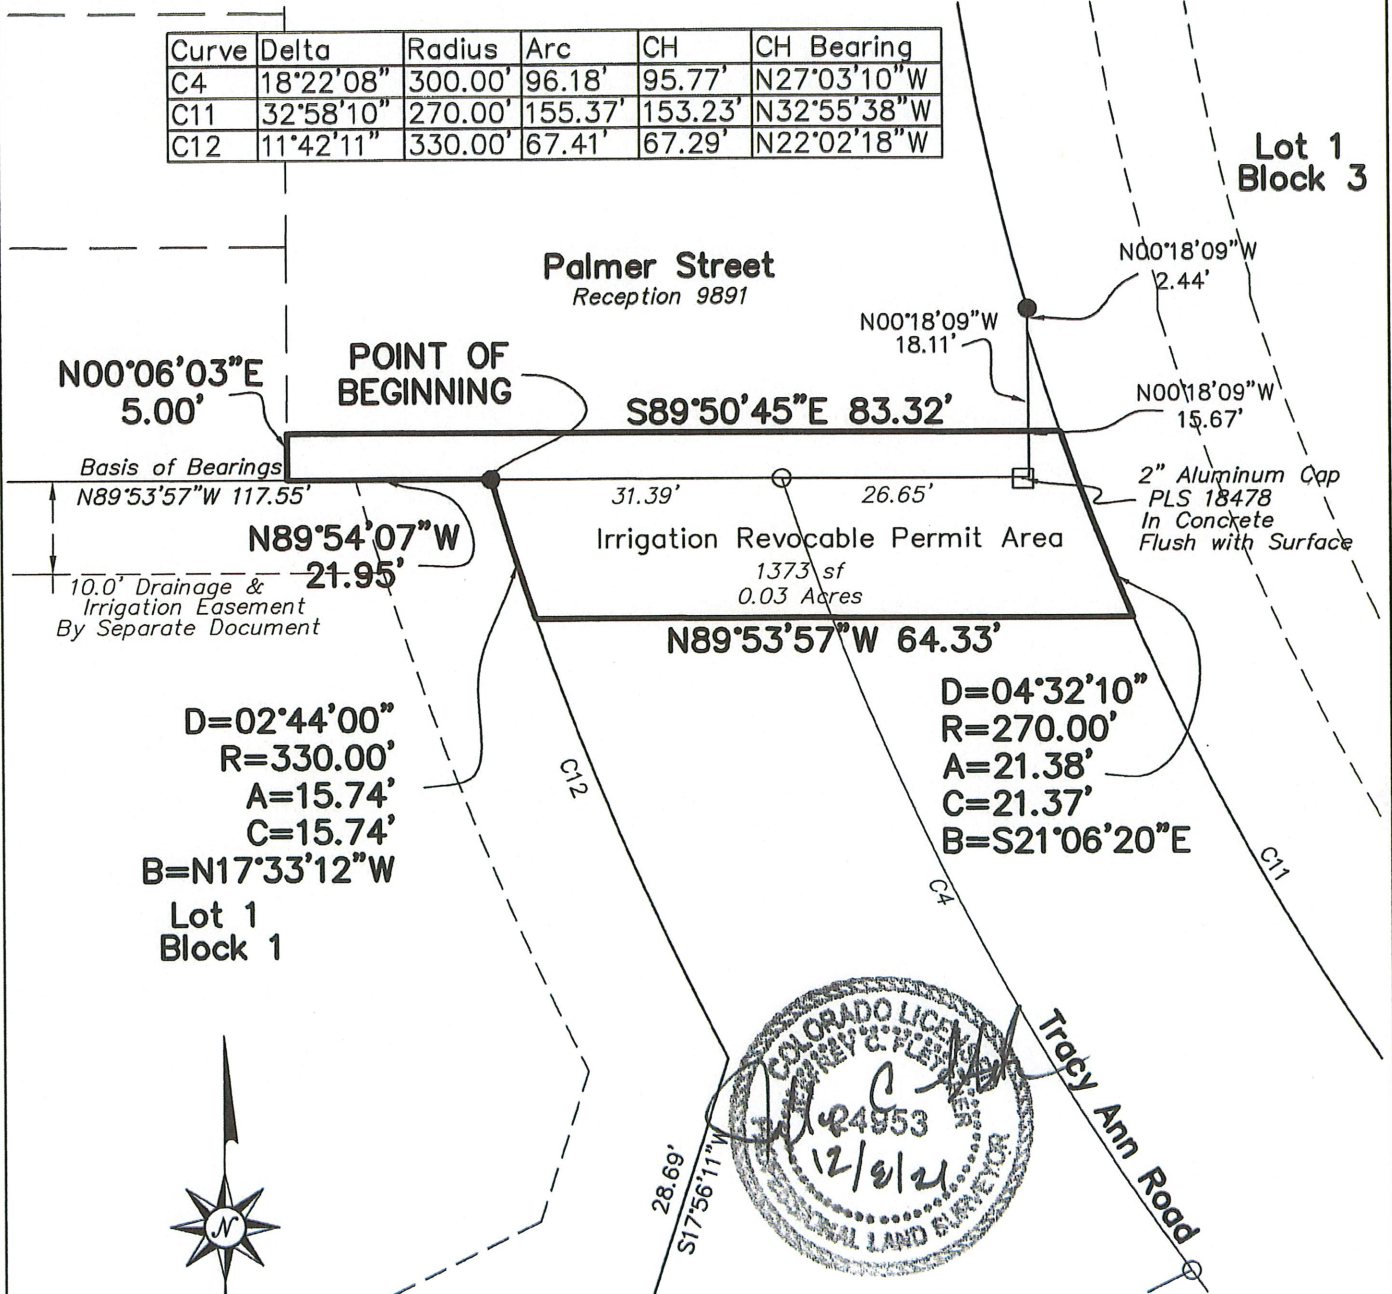 Curve Delta Radius Arc CH CH Bearing
C4 18°22'08" 300.00' 96.18' 95.77' N27°03'10"W
C11 32°58'10" 270.00' 155.37' 153.23' N32°55'38"W
C12 11°42'11" 330.00' 67.41' 67.29' N22°02'18"W
Lot 1
Block 3
Palmer Street
Reception 9891
N00°18'09"W
2.44'
N00°18'09"W
18.11'
N00°06'03"E
5.00'
POINT OF
BEGINNING
S89°50'45"E 83.32'
N00°18'09"W
15.67'
Basis of Bearings
N89°53'57"W 117.55'
31.39'
26.65'
2" Aluminum Cap
PLS 18478
In Concrete
Flush with Surface
N89°54'07"W
21.95'
Irrigation Revocable Permit Area
1373 sf
0.03 Acres
10.0' Drainage &
Irrigation Easement
By Separate Document
N89°53'57"W 64.33'
D=02°44'00"
R=330.00'
A=15.74'
C=15.74'
B=N17°33'12"W
D=04°32'10"
R=270.00'
A=21.38'
C=21.37'
B=S21°06'20"E
C12
C4
C11
Lot 1
Block 1
Tracy Ann Road
28.69'
S17°56'11"W
COLORADO
C.
24953
12/8/21
LAND SURVEYOR
N